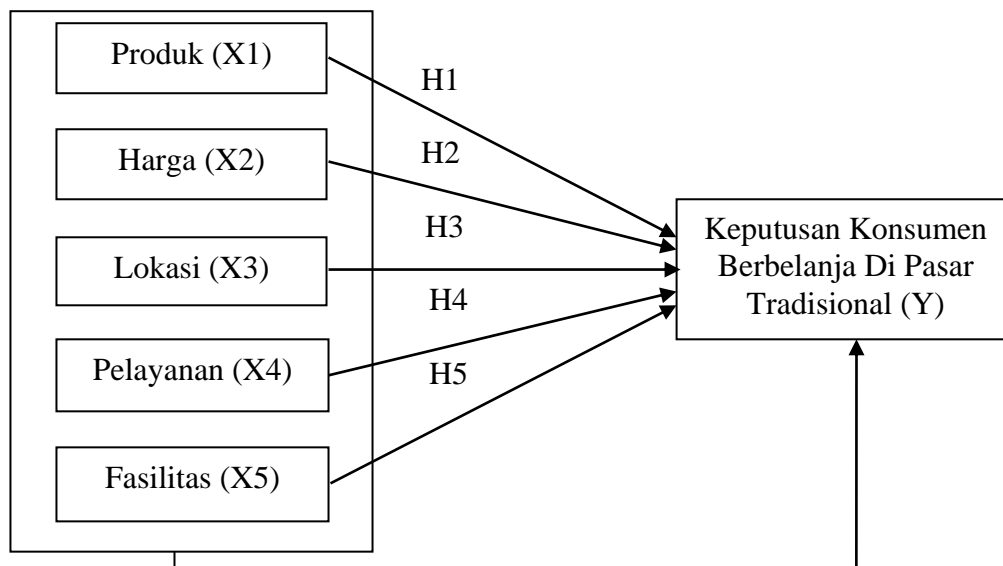 Produk (X1)
H1
Harga (X2)
H2
H3
Lokasi (X3)
H4
Pelayanan (X4)
H5
Fasilitas (X5)
Keputusan Konsumen
Berbelanja Di Pasar
Tradisional (Y)